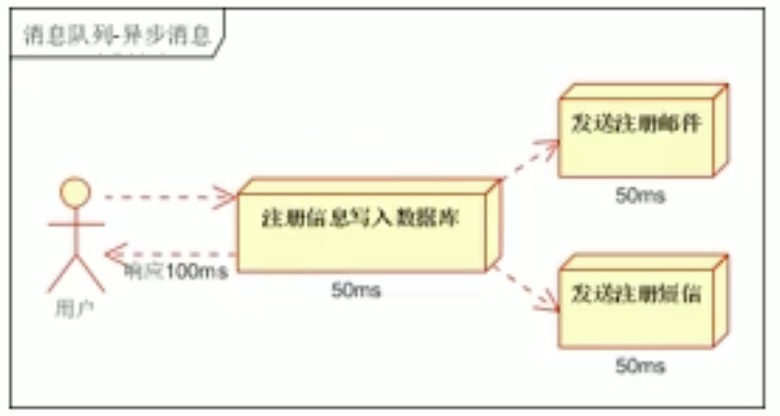 消息队列-异步消息
发送注册邮件
50ms
注册信息写入数据库
响应100ms
50ms
用户
发送注册短信
50ms